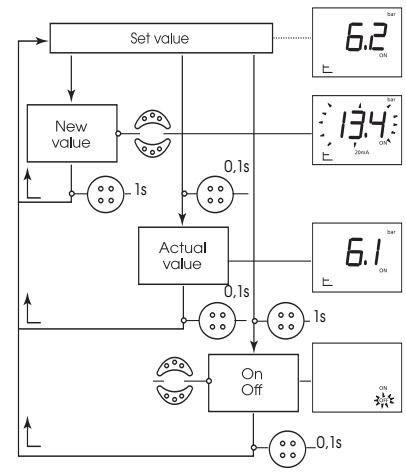 Set value
bar
6.2
ON
New
value
1s
0,1s
bar
13.4
ON
20mA
Actual
value
0,1s
bar
6.1
ON
1s
On
Off
ON
OFF
0,1s